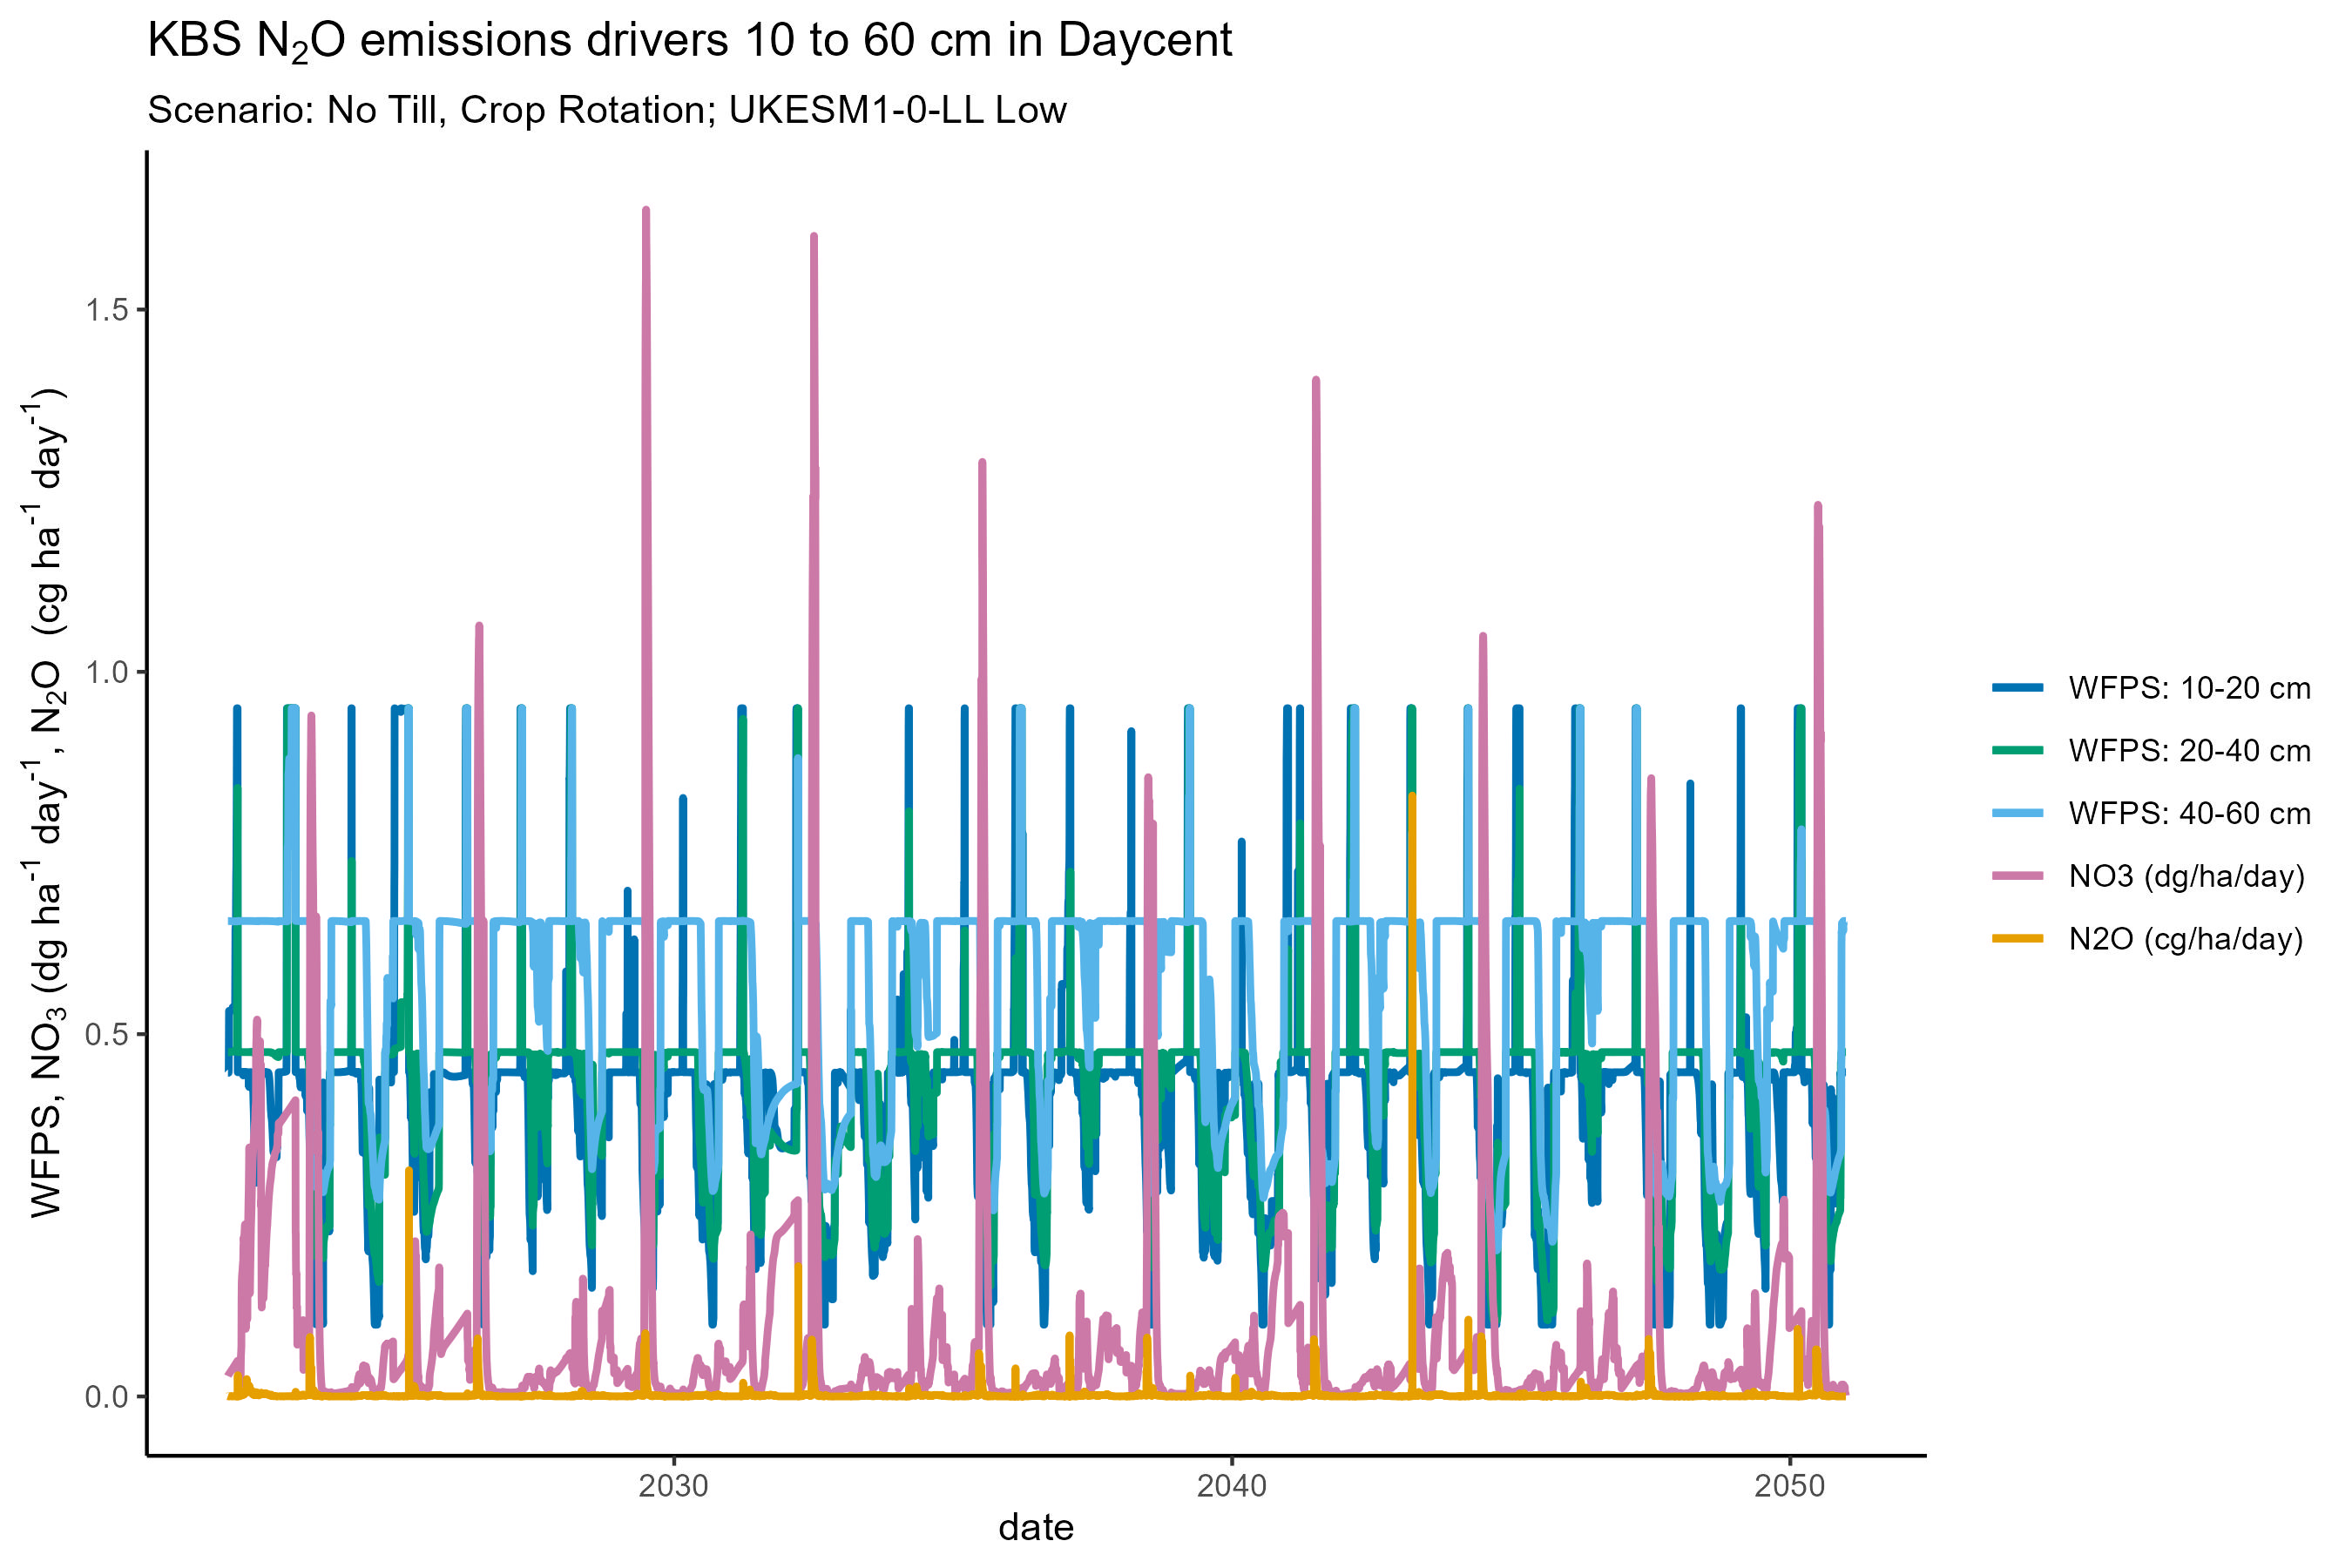 KBS N₂O emissions drivers 10 to 60 cm in Daycent
Scenario: No Till, Crop Rotation; UKESM1-0-LL Low
WFPS, NO₃ (dg ha⁻¹ day⁻¹, N₂O (cg ha⁻¹ day⁻¹)
1.5
1.0
0.5
0.0
2030
2040
2050
date
WFPS: 10-20 cm
WFPS: 20-40 cm
WFPS: 40-60 cm
NO3 (dg/ha/day)
N2O (cg/ha/day)